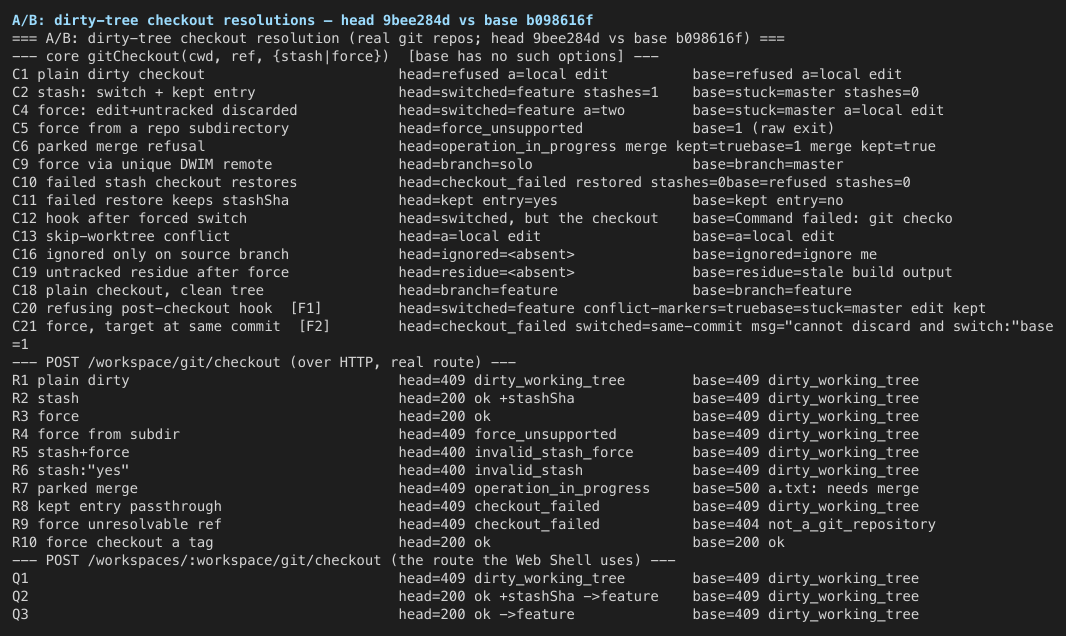 A/B: dirty-tree checkout resolutions — head 9bee284d vs base b098616f
=== A/B: dirty-tree checkout resolution (real git repos; head 9bee284d vs base b098616f) ===
--- core gitCheckout(cwd, ref, {stash|force})  [base has no such options] ---
C1 plain dirty checkout                       head=refused a=local edit          base=refused a=local edit
C2 stash: switch + kept entry                 head=switched=feature stashes=1    base=stuck=master stashes=0
C4 force: edit+untracked discarded            head=switched=feature a=two        base=stuck=master a=local edit
C5 force from a repo subdirectory             head=force_unsupported             base=1 (raw exit)
C6 parked merge refusal                       head=operation_in_progress merge kept=truebase=1 merge kept=true
C9 force via unique DWIM remote               head=branch=solo                   base=branch=master
C10 failed stash checkout restores            head=checkout_failed restored stashes=0base=refused stashes=0
C11 failed restore keeps stashSha             head=kept entry=yes                base=kept entry=no
C12 hook after forced switch                  head=switched, but the checkout    base=Command failed: git checko
C13 skip-worktree conflict                    head=a=local edit                  base=a=local edit
C16 ignored only on source branch             head=ignored=<absent>              base=ignored=ignore me
C19 untracked residue after force             head=residue=<absent>              base=residue=stale build output
C18 plain checkout, clean tree                head=branch=feature                base=branch=feature
C20 refusing post-checkout hook  [F1]         head=switched=feature conflict-markers=truebase=stuck=master edit kept
C21 force, target at same commit  [F2]        head=checkout_failed switched=same-commit msg="cannot discard and switch:"base
=1
--- POST /workspace/git/checkout (over HTTP, real route) ---
R1 plain dirty                                head=409 dirty_working_tree        base=409 dirty_working_tree
R2 stash                                      head=200 ok +stashSha              base=409 dirty_working_tree
R3 force                                      head=200 ok                        base=409 dirty_working_tree
R4 force from subdir                          head=409 force_unsupported         base=409 dirty_working_tree
R5 stash+force                                head=400 invalid_stash_force       base=409 dirty_working_tree
R6 stash:"yes"                                head=400 invalid_stash             base=409 dirty_working_tree
R7 parked merge                               head=409 operation_in_progress     base=500 a.txt: needs merge
R8 kept entry passthrough                     head=409 checkout_failed           base=409 dirty_working_tree
R9 force unresolvable ref                     head=409 checkout_failed           base=404 not_a_git_repository
R10 force checkout a tag                      head=200 ok                        base=200 ok
--- POST /workspaces/:workspace/git/checkout (the route the Web Shell uses) ---
Q1                                            head=409 dirty_working_tree        base=409 dirty_working_tree
Q2                                            head=200 ok +stashSha ->feature    base=409 dirty_working_tree
Q3                                            head=200 ok ->feature              base=409 dirty_working_tree